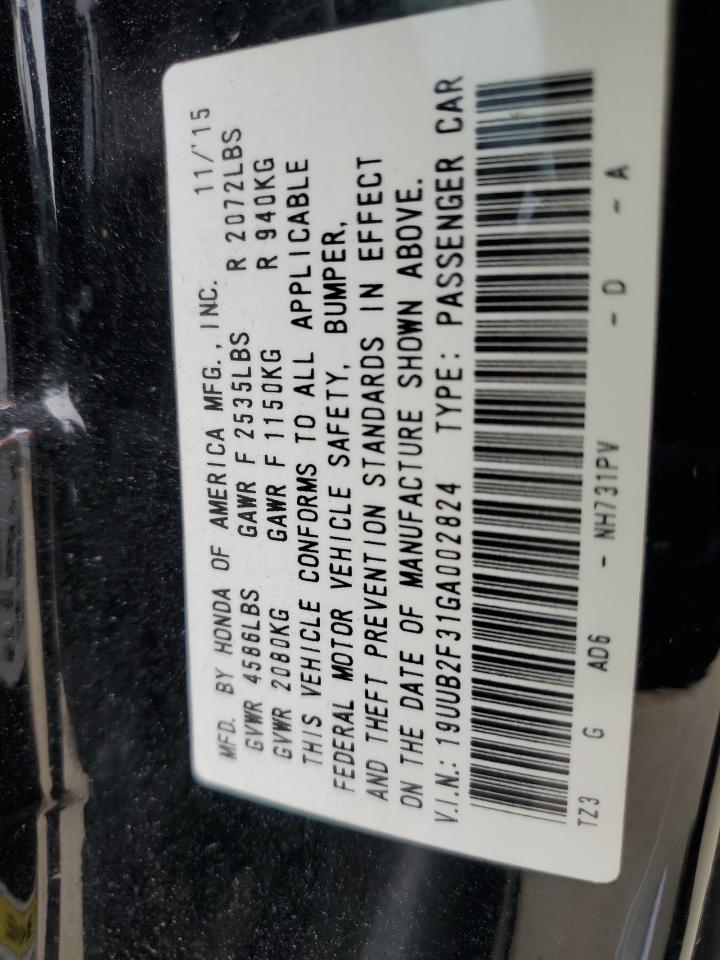 MFD. BY HONDA OF AMERICA MFG., INC. 11/'15
GVWR 4586LBS GAWR F 2535LBS R 2072LBS
GVWR 2080KG GAWR F 1150KG R 940KG
THIS VEHICLE CONFORMS TO ALL APPLICABLE
FEDERAL MOTOR VEHICLE SAFETY, BUMPER,
AND THEFT PREVENTION STANDARDS IN EFFECT
ON THE DATE OF MANUFACTURE SHOWN ABOVE.
V.I.N.: 19UUB2F31GA002824 TYPE: PASSENGER CAR
TZ3 G AD6 - NH731PV - D - A